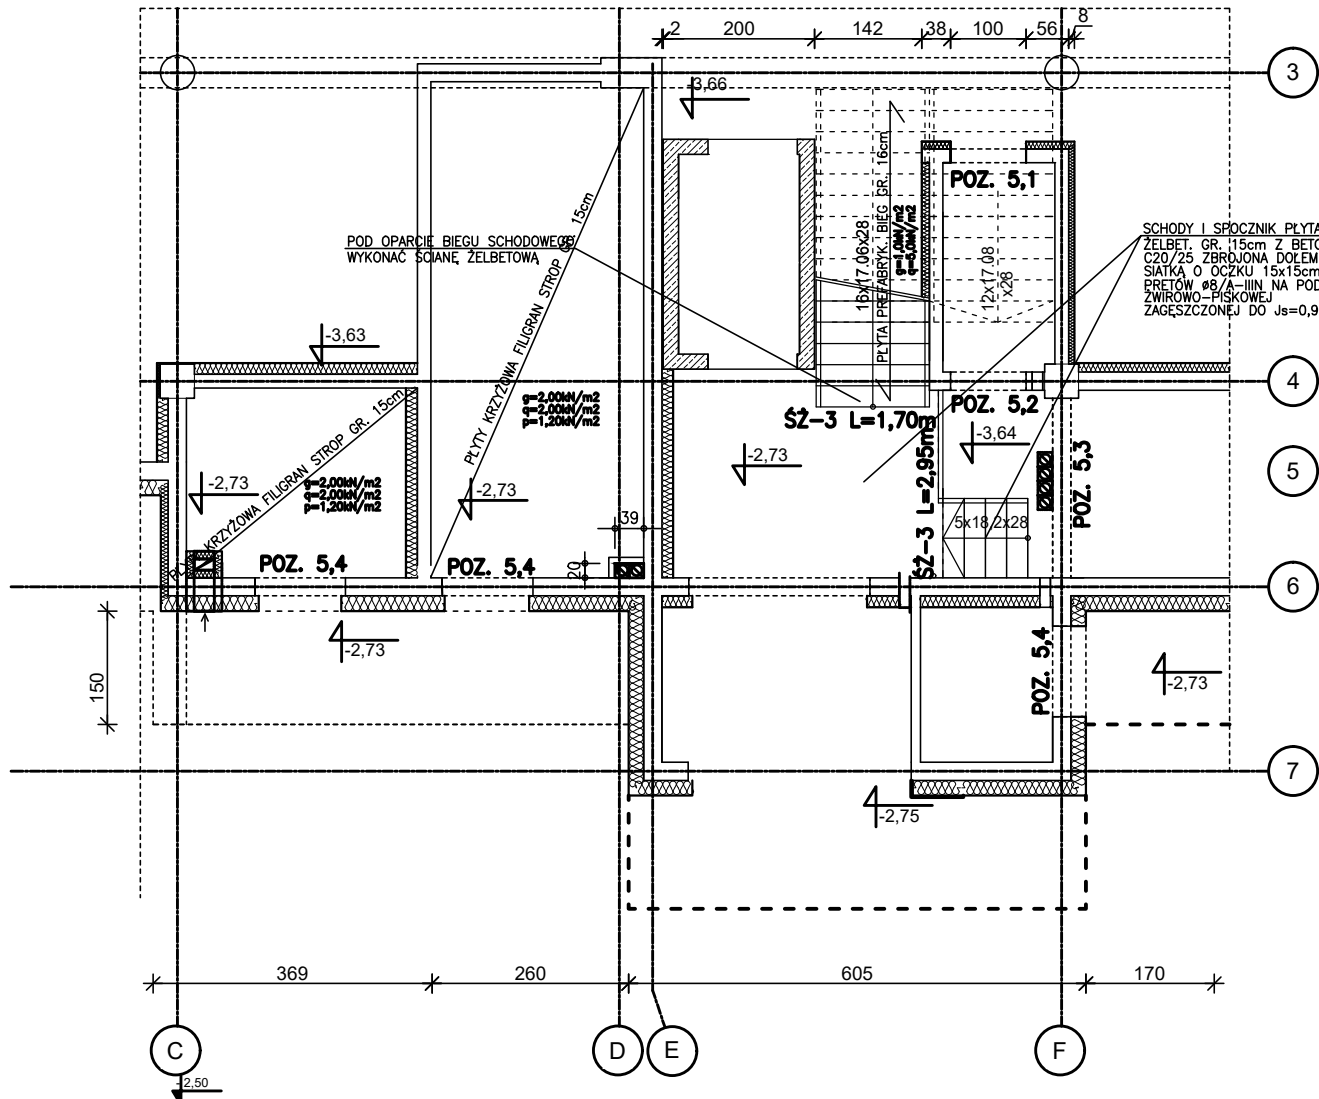 2
200
142
38
100
56
8
3
-3,66
POZ. 5,1
16x17.06x28
PŁYTA PREFABRYK. BIEG GR. 16cm
g=1,0kN/m2
q=5,0kN/m2
12x17.08
x28
POD OPARCIE BIEGU SCHODOWEGO
WYKONAĆ ŚCIANĘ ŻELBETOWĄ
SCHODY I SPOCZNIK PŁYTA
ŻELBET. GR. 15cm Z BETO
C20/25 ZBROJONA DOŁEM
SIATKĄ O OCZKU 15x15cm
PRĘTÓW ø8/A-IIIN NA POD
ŻWIROWO-PISKOWEJ
ZAGĘSZCZONEJ DO Js=0,9
-3,63
PŁYTY KRZYŻOWA FILIGRAN STROP GR. 15cm
4
g=2,00kN/m2
q=2,00kN/m2
p=1,20kN/m2
ŚŻ-3 L=1,70m
POZ. 5,2
-3,64
-2,73
ŚŻ-3 L=2,95m
POZ. 5,3
5
KRZYŻOWA FILIGRAN STROP GR. 15cm
-2,73
g=2,00kN/m2
q=2,00kN/m2
p=1,20kN/m2
-2,73
39
5x18,2x28
POZ. 5,4
POZ. 5,4
20
6
-2,73
POZ. 5,4
-2,73
150
7
-2,75
369
260
605
170
C
D
E
F
-2,50